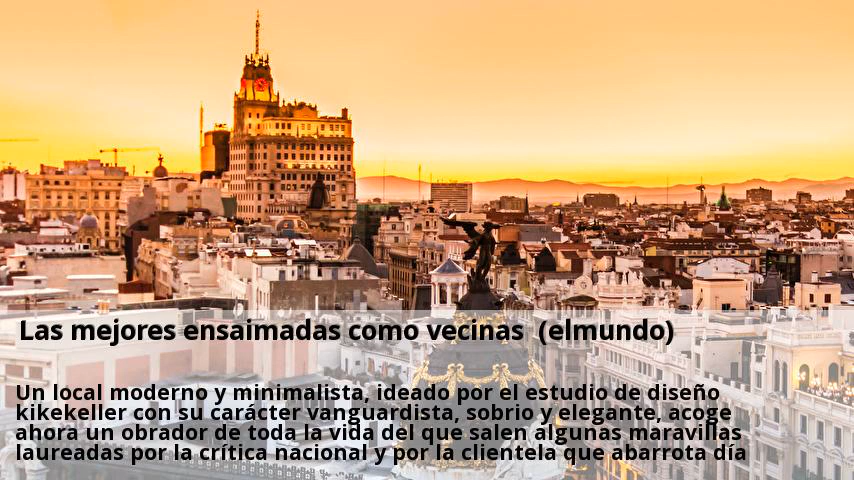 Las mejores ensaimadas como vecinas  (elmundo)
Un local moderno y minimalista, ideado por el estudio de diseño
kikekeller con su carácter vanguardista, sobrio y elegante, acoge
ahora un obrador de toda la vida del que salen algunas maravillas
laureadas por la crítica nacional y por la clientela que abarrota día